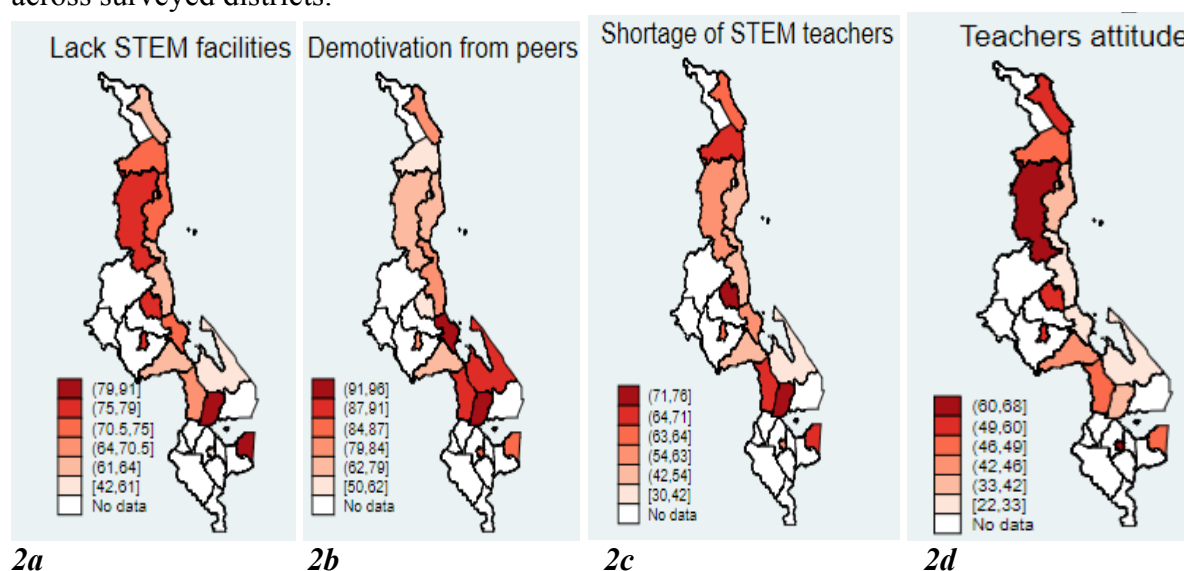 across surveyed districts.
Lack STEM facilities
(79,91]
(75,79]
(70.5,75]
(64,70.5]
(61,64]
[42,61]
No data
2a
Demotivation from peers
(91,96]
(87,91]
(84,87]
(79,84]
(62,79]
[50,62]
No data
2b
Shortage of STEM teachers
(71,76]
(64,71]
(63,64]
(54,63]
(42,54]
[30,42]
No data
2c
Teachers attitude
(60,68]
(49,60]
(46,49]
(42,46]
(33,42]
[22,33]
No data
2d